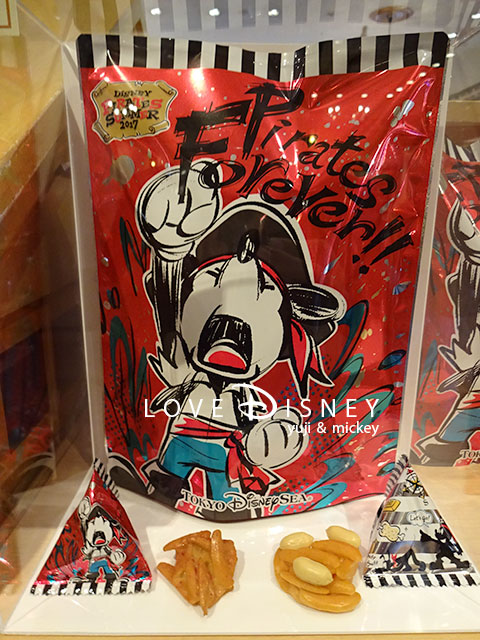 DISNEY
PIRATES
SUMMER
2017
Pirates
Forever!!
LOVE DISNEY
yuji & mickey
TOKYO DISNEYSEA